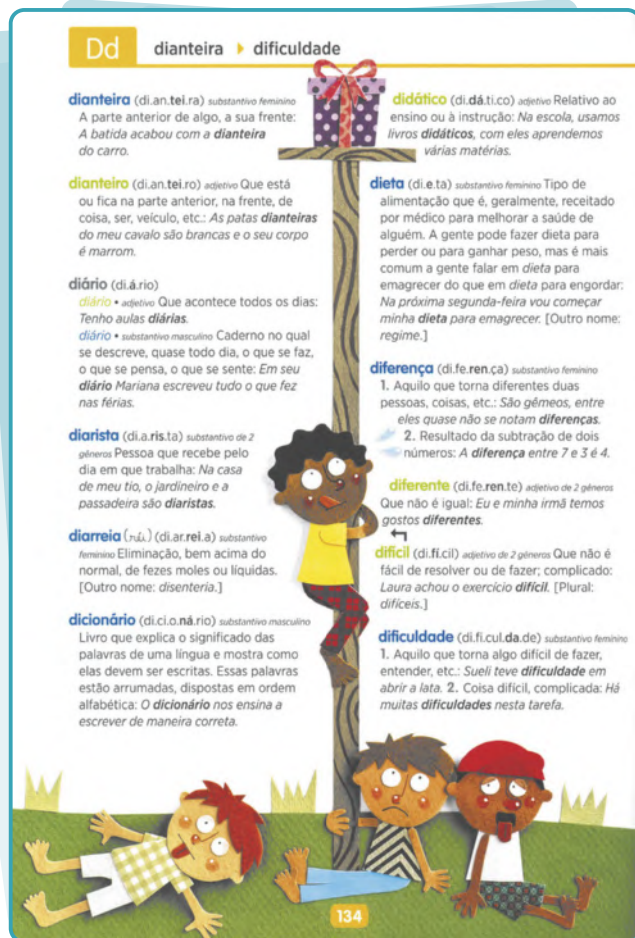 Dd
dianteira ▸ dificuldade
dianteira (di.an.tei.ra) substantivo feminino
A parte anterior de algo, a sua frente:
A batida acabou com a dianteira
do carro.
dianteiro (di.an.tei.ro) adjetivo Que está
ou fica na parte anterior, na frente, de
coisa, ser, veículo, etc.: As patas dianteiras
do meu cavalo são brancas e o seu corpo
é marrom.
diário (di.á.rio)
diário • adjetivo Que acontece todos os dias:
Tenho aulas diárias.
diário • substantivo masculino Caderno no qual
se descreve, quase todo dia, o que se faz,
o que se pensa, o que se sente: Em seu
diário Mariana escreveu tudo o que fez
nas férias.
diarista (di.a.ris.ta) substantivo de 2
gêneros Pessoa que recebe pelo
dia em que trabalha: Na casa
de meu tio, o jardineiro e a
passadeira são diaristas.
diarreia (réi) (di.ar.rei.a) substantivo
feminino Eliminação, bem acima do
normal, de fezes moles ou líquidas.
[Outro nome: disenteria.]
dicionário (di.ci.o.ná.rio) substantivo masculino
Livro que explica o significado das
palavras de uma língua e mostra como
elas devem ser escritas. Essas palavras
estão arrumadas, dispostas em ordem
alfabética: O dicionário nos ensina a
escrever de maneira correta.
didático (di.dá.ti.co) adjetivo Relativo ao
ensino ou à instrução: Na escola, usamos
livros didáticos, com eles aprendemos
várias matérias.
dieta (di.e.ta) substantivo feminino Tipo de
alimentação que é, geralmente, receitado
por médico para melhorar a saúde de
alguém. A gente pode fazer dieta para
perder ou para ganhar peso, mas é mais
comum a gente falar em dieta para
emagrecer do que em dieta para engordar:
Na próxima segunda-feira vou começar
minha dieta para emagrecer. [Outro nome:
regime.]
diferença (di.fe.ren.ça) substantivo feminino
1. Aquilo que torna diferentes duas
pessoas, coisas, etc.: São gêmeos, entre
eles quase não se notam diferenças.
2. Resultado da subtração de dois
números: A diferença entre 7 e 3 é 4.
diferente (di.fe.ren.te) adjetivo de 2 gêneros
Que não é igual: Eu e minha irmã temos
gostos diferentes.
difícil (di.fí.cil) adjetivo de 2 gêneros Que não é
fácil de resolver ou de fazer; complicado:
Laura achou o exercício difícil. [Plural:
difíceis.]
dificuldade (di.fi.cul.da.de) substantivo feminino
1. Aquilo que torna algo difícil de fazer,
entender, etc.: Sueli teve dificuldade em
abrir a lata. 2. Coisa difícil, complicada: Há
muitas dificuldades nesta tarefa.
134